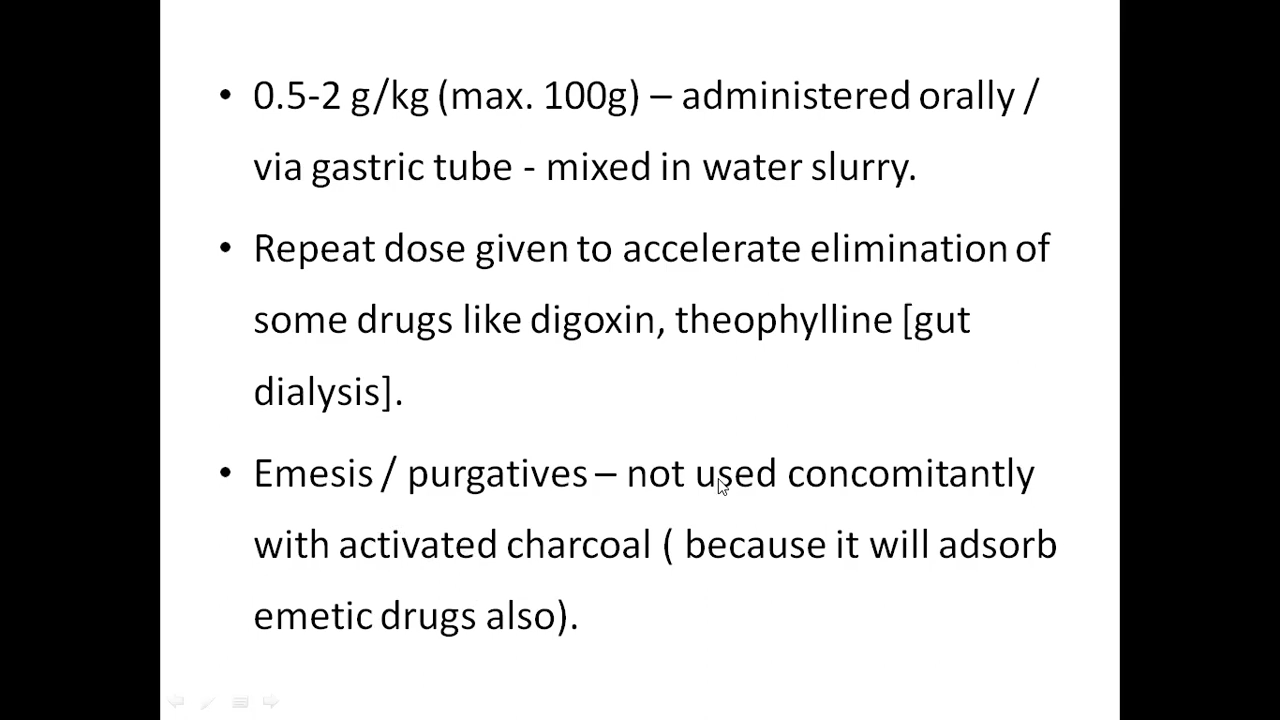 • 0.5-2 g/kg (max. 100g) – administered orally /
via gastric tube - mixed in water slurry.
• Repeat dose given to accelerate elimination of
some drugs like digoxin, theophylline [gut
dialysis].
• Emesis / purgatives – not used concomitantly
with activated charcoal ( because it will adsorb
emetic drugs also).